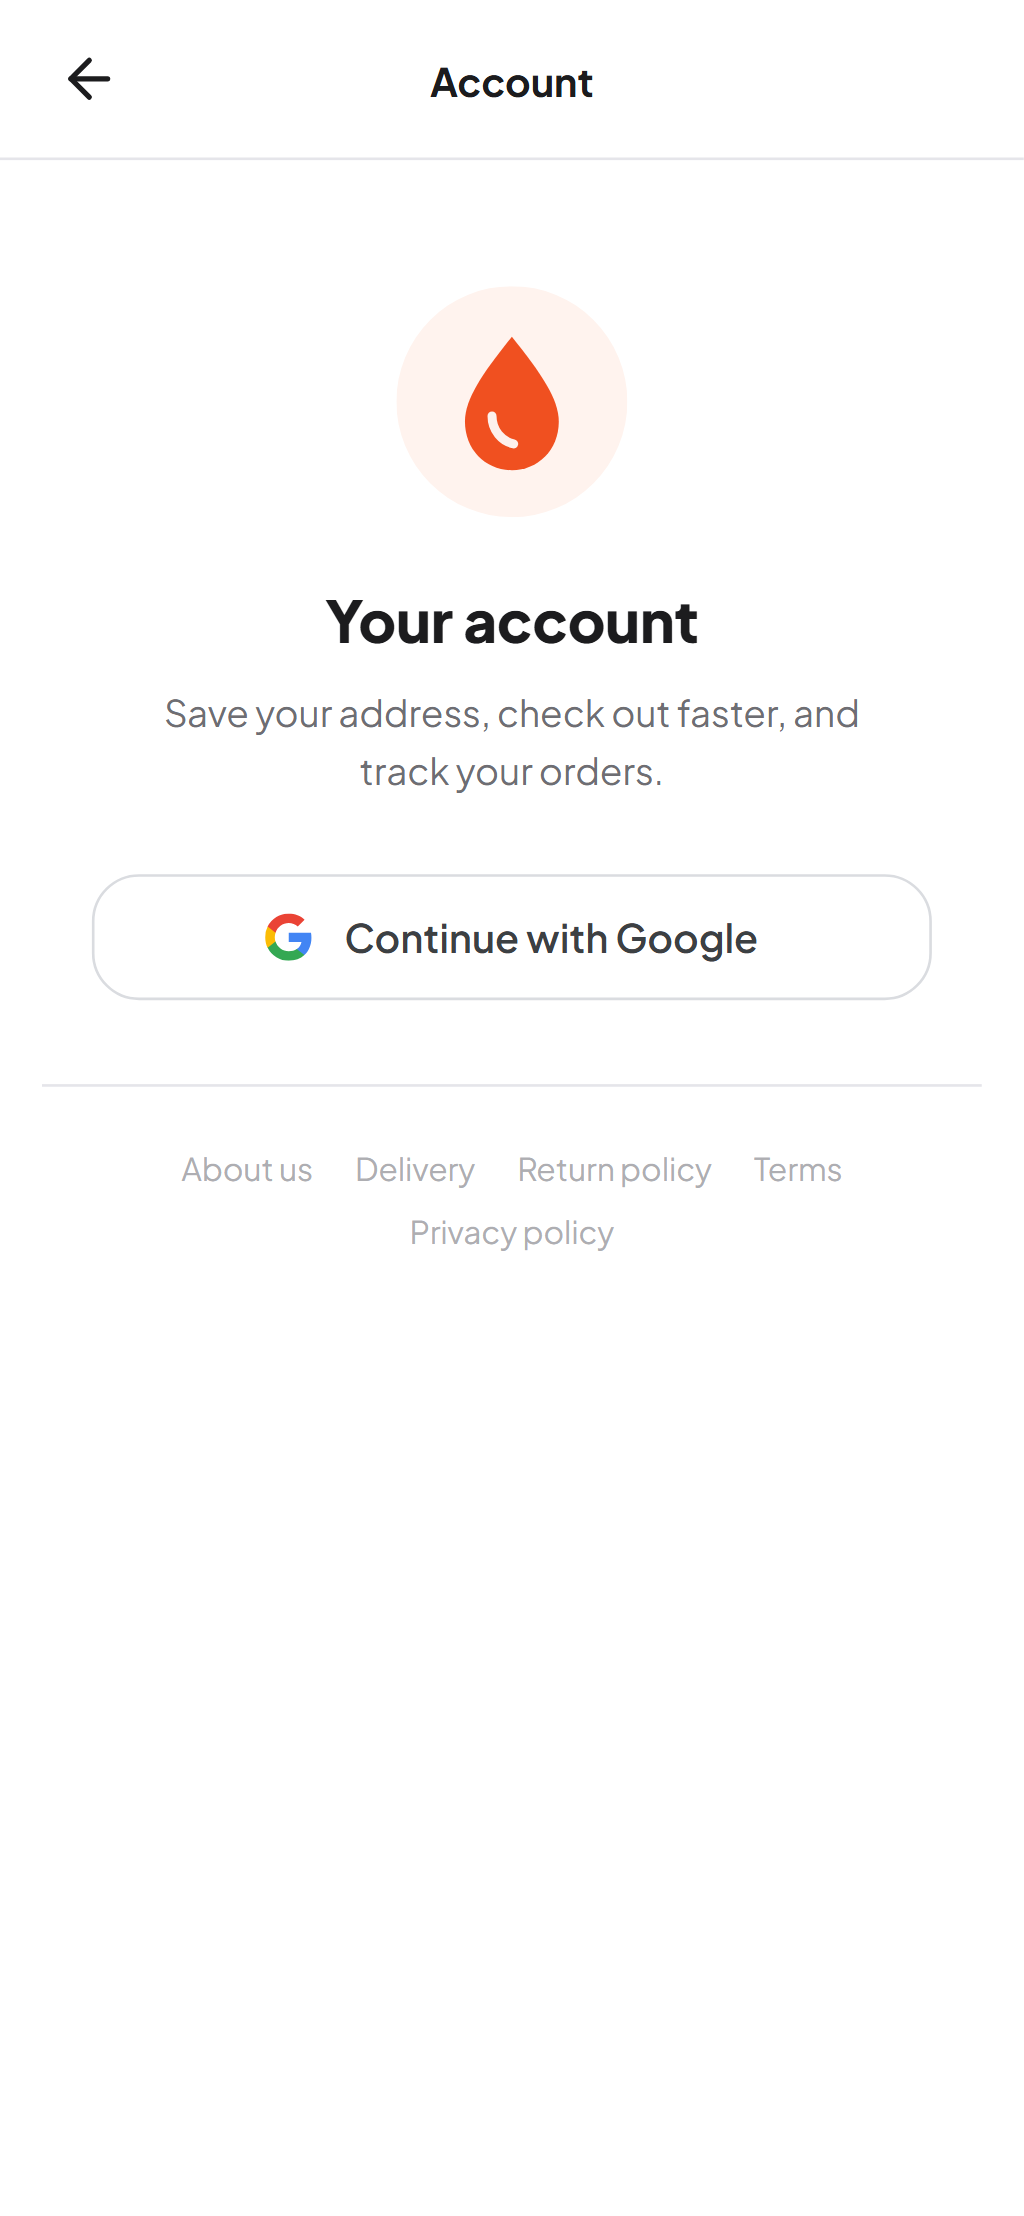 Account
Your account
Save your address, check out faster, and
track your orders.
Continue with Google
About us Delivery Return policy Terms
Privacy policy